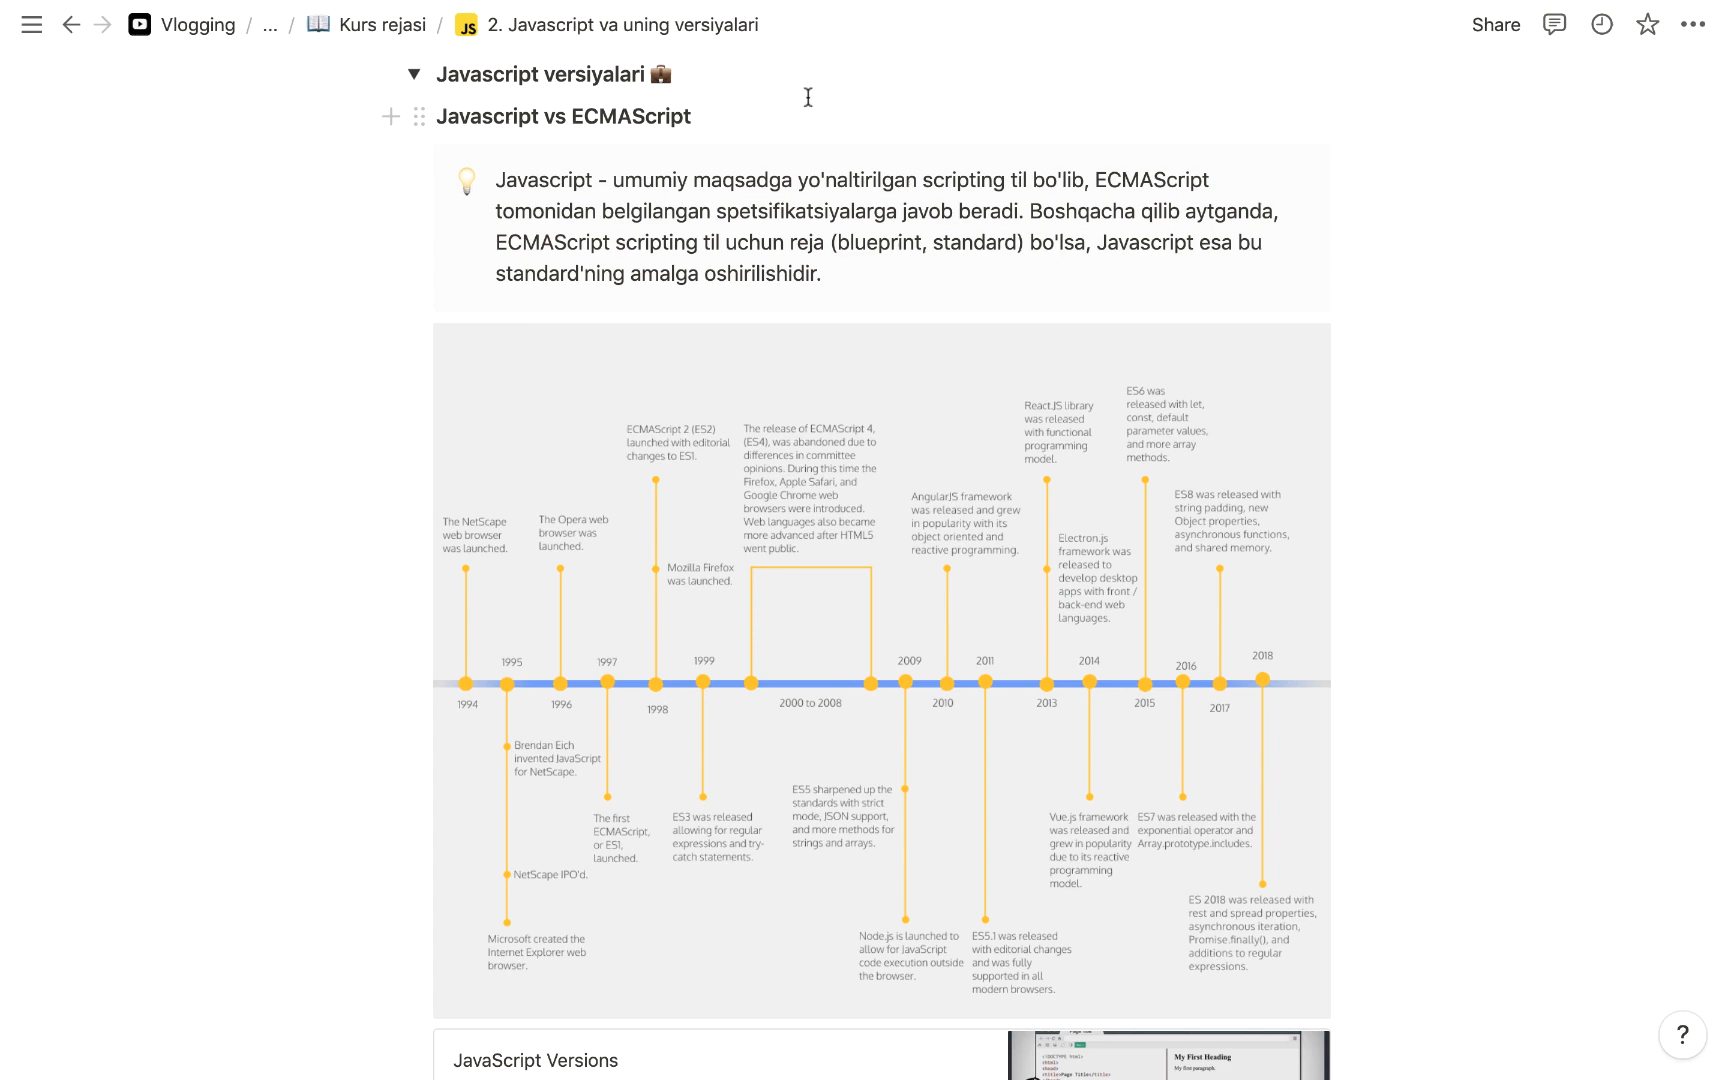 Vlogging / ... / Kurs rejasi / JS 2. Javascript va uning versiyalari
Share
Javascript versiyalari
Javascript vs ECMAScript
Javascript - umumiy maqsadga yo'naltirilgan scripting til bo'lib, ECMAScript
tomonidan belgilangan spetsifikatsiyalarga javob beradi. Boshqacha qilib aytganda,
ECMAScript scripting til uchun reja (blueprint, standard) bo'lsa, Javascript esa bu
standard'ning amalga oshirilishidir.
The NetScape
web browser
was launched.
The Opera web
browser was
launched.
ECMAScript 2 (ES2)
launched with editorial
changes to ES1.
Mozilla Firefox
was launched.
The release of ECMAScript 4,
(ES4), was abandoned due to
differences in committee
opinions. During this time the
Firefox, Apple Safari, and
Google Chrome web
browsers were introduced.
Web languages also became
more advanced after HTML5
went public.
AngularJS framework
was released and grew
in popularity with its
object oriented and
reactive programming.
React.JS library
was released
with functional
programming
model.
Electron.js
framework was
released to
develop desktop
apps with front /
back-end web
languages.
ES6 was
released with let,
const, default
parameter values,
and more array
methods.
ES8 was released with
string padding, new
Object properties,
asynchronous functions,
and shared memory.
1995
1997
1999
2009
2011
2014
2016
2018
1994
1996
1998
2000 to 2008
2010
2013
2015
2017
Brendan Eich
invented JavaScript
for NetScape.
NetScape IPO'd.
Microsoft created the
Internet Explorer web
browser.
The first
ECMAScript,
or ES1,
launched.
ES3 was released
allowing for regular
expressions and try-
catch statements.
ES5 sharpened up the
standards with strict
mode, JSON support,
and more methods for
strings and arrays.
Node.js is launched to
allow for JavaScript
code execution outside
the browser.
ES5.1 was released
with editorial changes
and was fully
supported in all
modern browsers.
Vue.js framework
was released and
grew in popularity
due to its reactive
programming
model.
ES7 was released with the
exponential operator and
Array.prototype.includes.
ES 2018 was released with
rest and spread properties,
asynchronous iteration,
Promise.finally(), and
additions to regular
expressions.
JavaScript Versions
<!DOCTYPE html>
<html>
<head>
<title>Page Title</title>
</head>
My First Heading
My first paragraph.
?